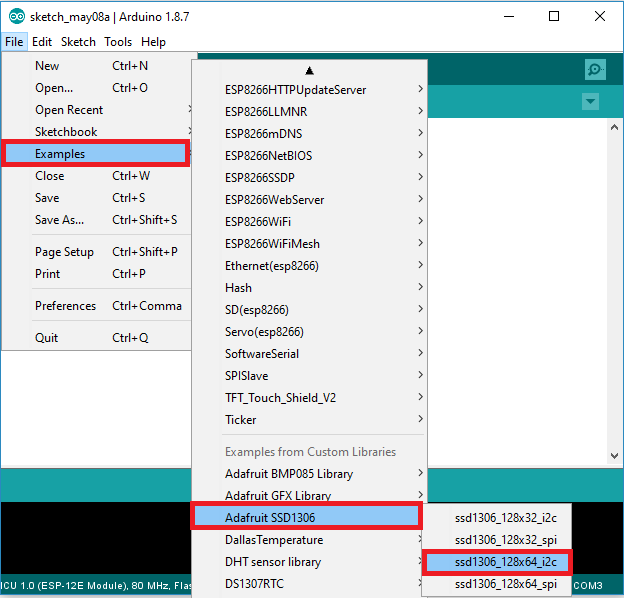 sketch_may08a | Arduino 1.8.7
File Edit Sketch Tools Help
New Ctrl+N
Open... Ctrl+O
Open Recent
Sketchbook
Examples
Close Ctrl+W
Save Ctrl+S
Save As... Ctrl+Shift+S
Page Setup Ctrl+Shift+P
Print Ctrl+P
Preferences Ctrl+Comma
Quit Ctrl+Q
ESP8266HTTPUpdateServer
ESP8266LLMNR
ESP8266mDNS
ESP8266NetBIOS
ESP8266SSDP
ESP8266WebServer
ESP8266WiFi
ESP8266WiFiMesh
Ethernet(esp8266)
Hash
SD(esp8266)
Servo(esp8266)
SoftwareSerial
SPISlave
TFT_Touch_Shield_V2
Ticker
Examples from Custom Libraries
Adafruit BMP085 Library
Adafruit GFX Library
Adafruit SSD1306
DallasTemperature
DHT sensor library
DS1307RTC
ssd1306_128x32_i2c
ssd1306_128x32_spi
ssd1306_128x64_i2c
ssd1306_128x64_spi
ICU 1.0 (ESP-12E Module), 80 MHz, Flas
COM3